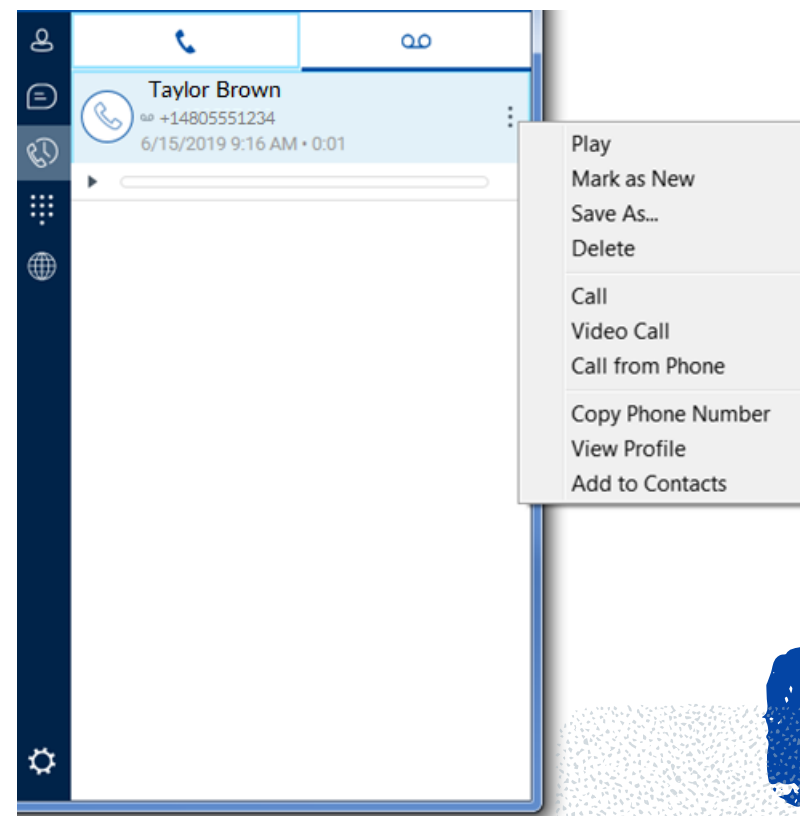 Taylor Brown
+14805551234
6/15/2019 9:16 AM • 0:01
Play
Mark as New
Save As...
Delete
Call
Video Call
Call from Phone
Copy Phone Number
View Profile
Add to Contacts